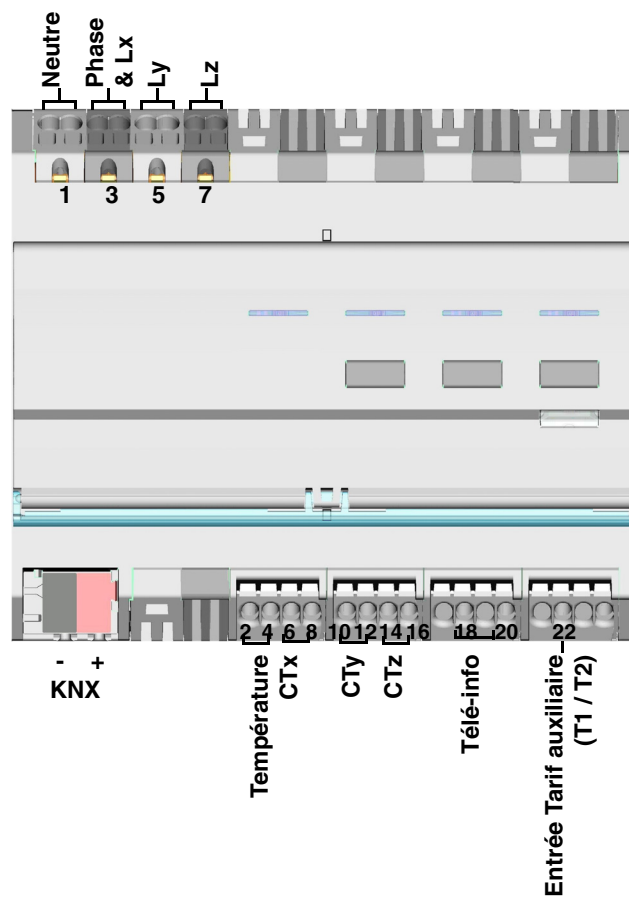 Neutre
Phase
& Lx
Ly
Lz
1 3 5 7
2 4 6 8 10 12 14 16 18 20 22
- +
KNX
Température
CTx
CTy
CTz
Télé-info
Entrée Tarif auxiliaire
(T1 / T2)